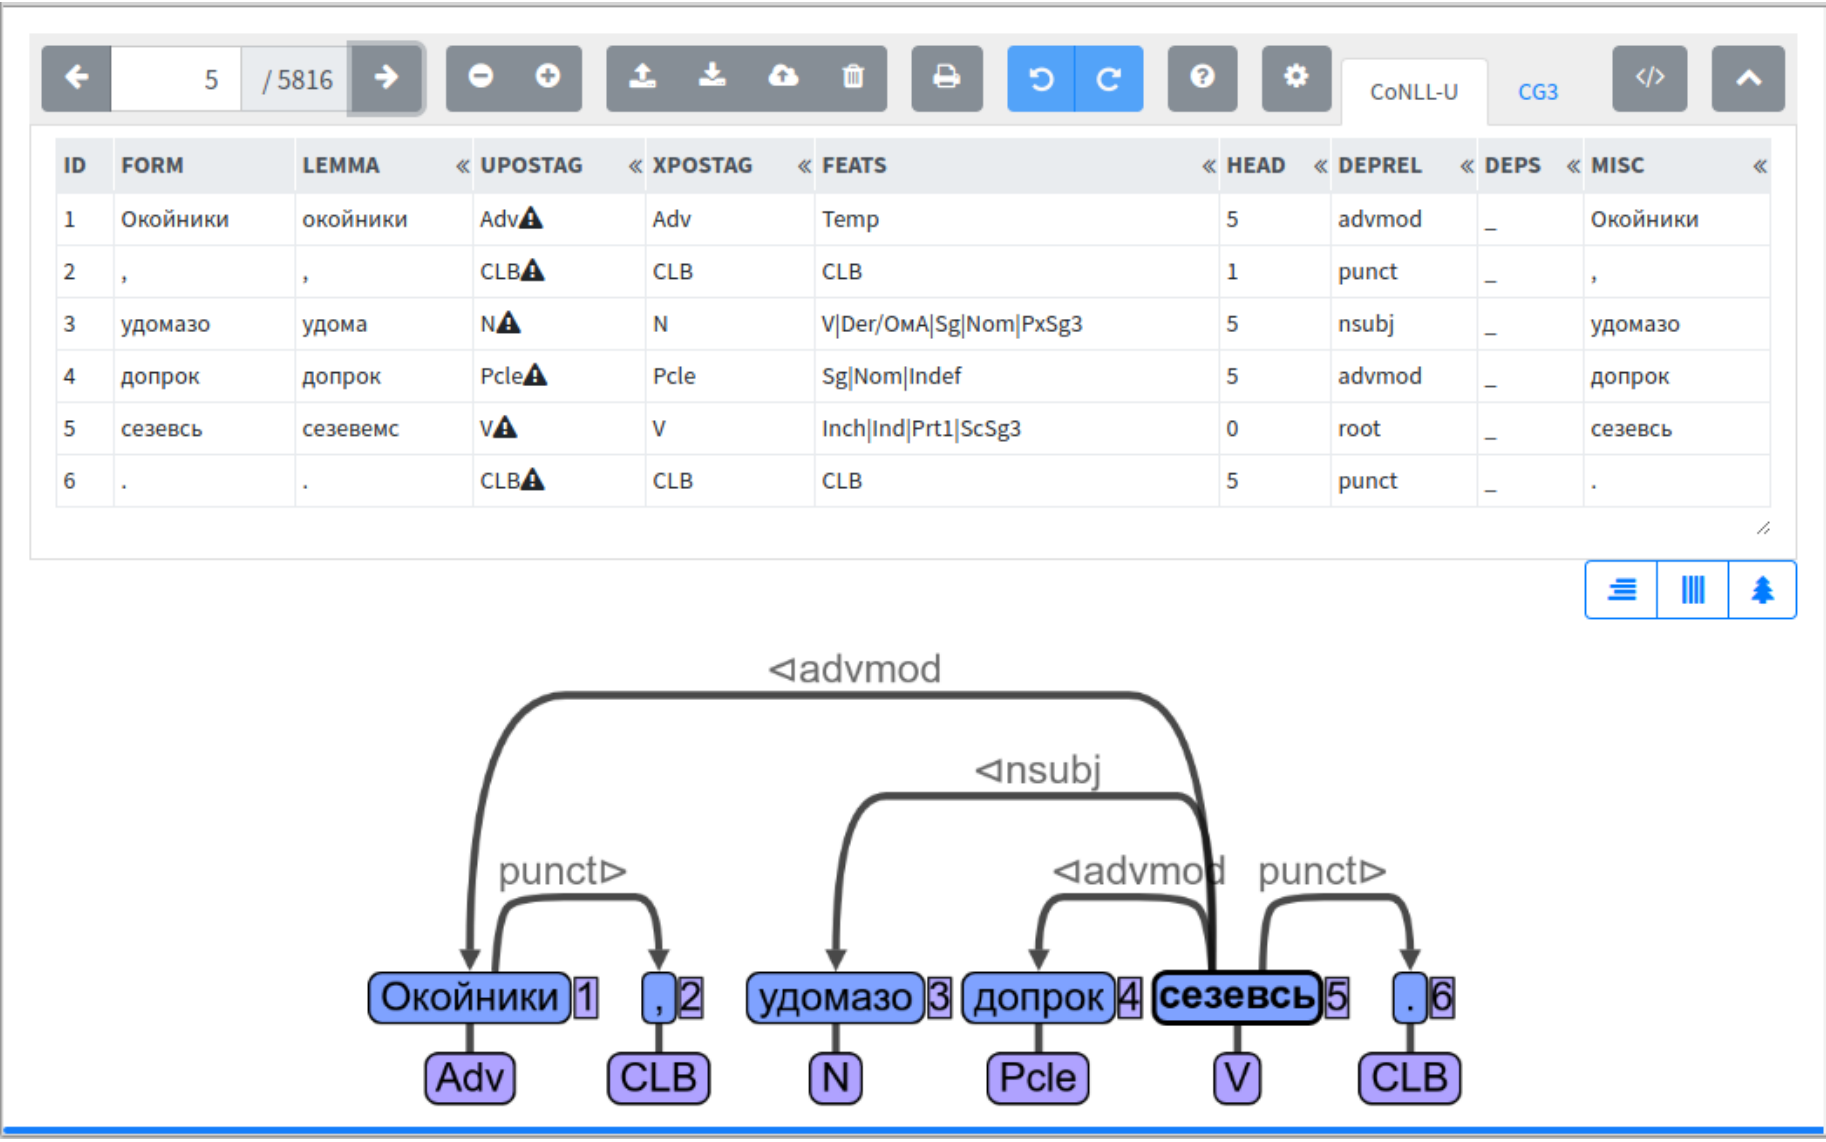 5 / 5816 CoNLL-U CG3 </>
ID FORM LEMMA « UPOSTAG « XPOSTAG « FEATS « HEAD « DEPREL « DEPS « MISC «
1 Окойники окойники Adv Adv Temp 5 advmod _ Окойники
2 , , CLB CLB CLB 1 punct _ ,
3 удомазо удома N N V|Der/ОмА|Sg|Nom|PxSg3 5 nsubj _ удомазо
4 допрок допрок Pcle Pcle Sg|Nom|Indef 5 advmod _ допрок
5 сезевсь сезевемс V V Inch|Ind|Prt1|ScSg3 0 root _ сезевсь
6 . . CLB CLB CLB 5 punct _ .
⊲advmod
⊲nsubj
punct⊳ ⊲advmod punct⊳
Окойники 1 , 2 удомазо 3 допрок 4 сезевсь 5 . 6
Adv CLB N Pcle V CLB